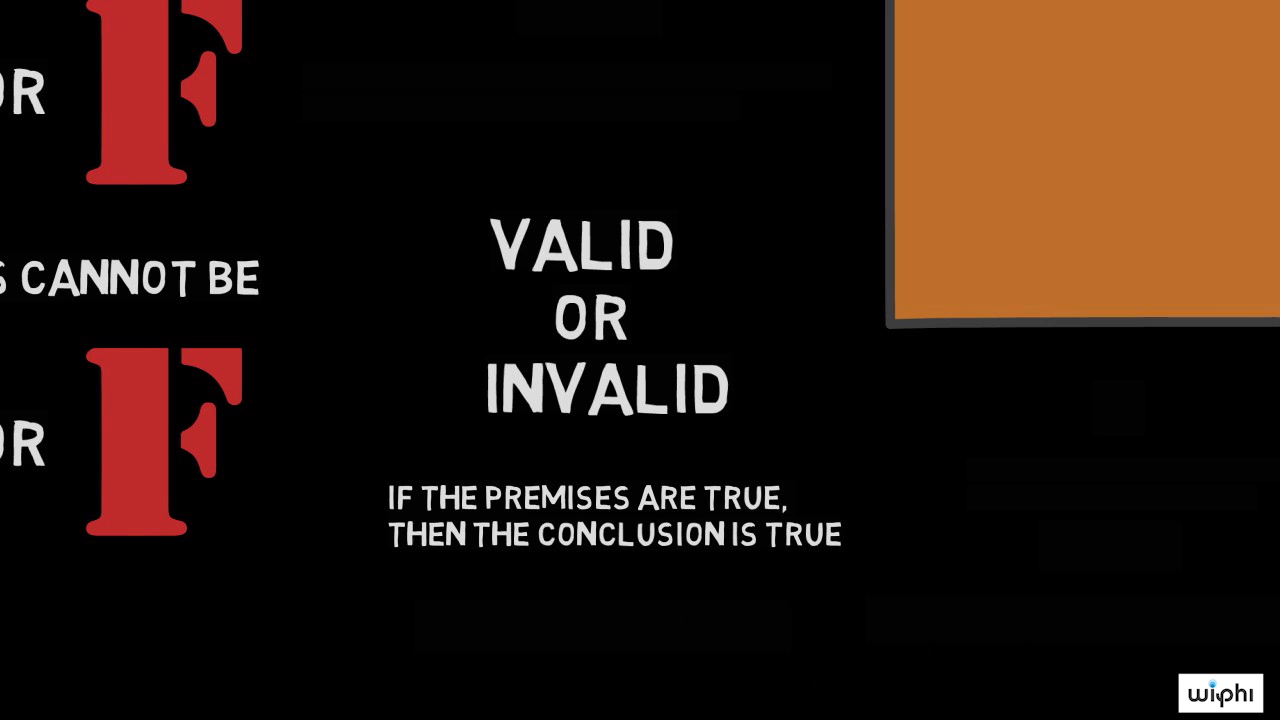 OR F
S CANNOT BE
OR F
VALID
OR
INVALID
IF THE PREMISES ARE TRUE,
THEN THE CONCLUSION IS TRUE
wiphi